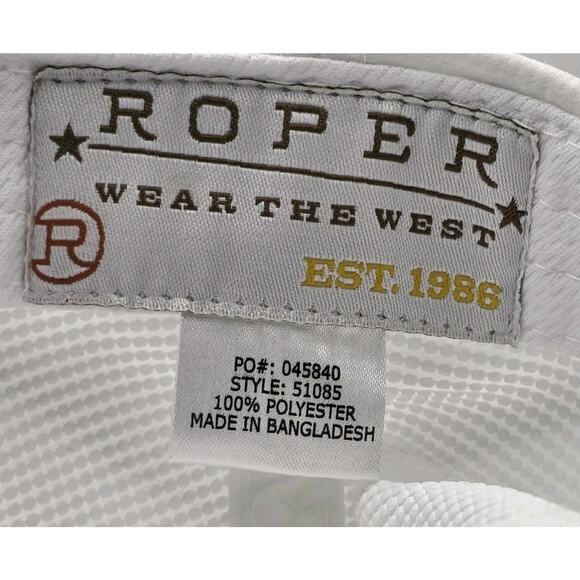 ROPER
WEAR THE WEST
R
EST. 1986
PO#: 045840
STYLE: 51085
100% POLYESTER
MADE IN BANGLADESH